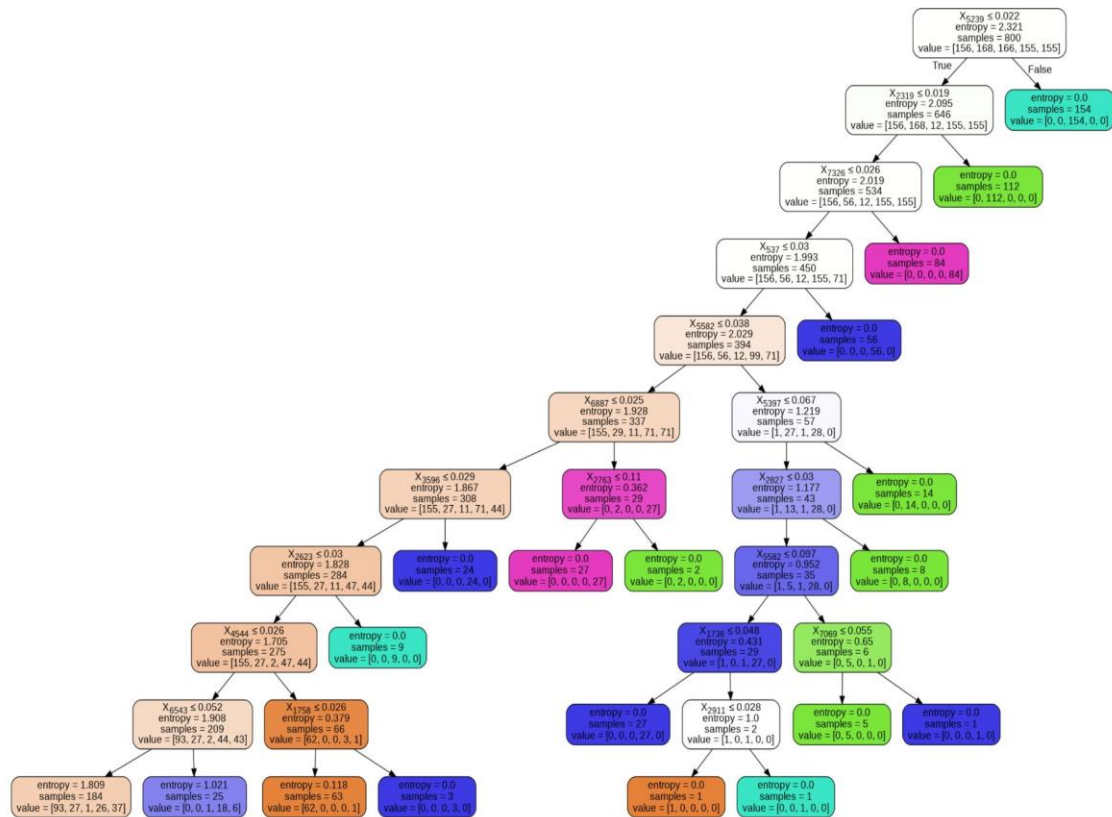 X5239 ≤ 0.022
entropy = 2.321
samples = 800
value = [156, 168, 166, 155, 155]
True
False
X2319 ≤ 0.019
entropy = 2.095
samples = 646
value = [156, 168, 12, 155, 155]
entropy = 0.0
samples = 154
value = [0, 0, 154, 0, 0]
X7326 ≤ 0.026
entropy = 2.019
samples = 534
value = [156, 56, 12, 155, 155]
entropy = 0.0
samples = 112
value = [0, 112, 0, 0, 0]
X537 ≤ 0.03
entropy = 1.993
samples = 450
value = [156, 56, 12, 155, 71]
entropy = 0.0
samples = 84
value = [0, 0, 0, 0, 84]
X5582 ≤ 0.038
entropy = 2.029
samples = 394
value = [156, 56, 12, 99, 71]
entropy = 0.0
samples = 56
value = [0, 0, 0, 56, 0]
X6887 ≤ 0.025
entropy = 1.928
samples = 337
value = [155, 29, 11, 71, 71]
X5397 ≤ 0.067
entropy = 1.219
samples = 57
value = [1, 27, 1, 28, 0]
X3596 ≤ 0.029
entropy = 1.867
samples = 308
value = [155, 27, 11, 71, 44]
X2763 ≤ 0.11
entropy = 0.362
samples = 29
value = [0, 2, 0, 0, 27]
X2827 ≤ 0.03
entropy = 1.177
samples = 43
value = [1, 13, 1, 28, 0]
entropy = 0.0
samples = 14
value = [0, 14, 0, 0, 0]
X2623 ≤ 0.03
entropy = 1.828
samples = 284
value = [155, 27, 11, 47, 44]
entropy = 0.0
samples = 24
value = [0, 0, 0, 24, 0]
entropy = 0.0
samples = 27
value = [0, 0, 0, 0, 27]
entropy = 0.0
samples = 2
value = [0, 2, 0, 0, 0]
X5582 ≤ 0.097
entropy = 0.952
samples = 35
value = [1, 5, 1, 28, 0]
entropy = 0.0
samples = 8
value = [0, 8, 0, 0, 0]
X4544 ≤ 0.026
entropy = 1.705
samples = 275
value = [155, 27, 2, 47, 44]
entropy = 0.0
samples = 9
value = [0, 0, 9, 0, 0]
X1736 ≤ 0.048
entropy = 0.431
samples = 29
value = [1, 0, 1, 27, 0]
X7069 ≤ 0.055
entropy = 0.65
samples = 6
value = [0, 5, 0, 1, 0]
X6543 ≤ 0.052
entropy = 1.908
samples = 209
value = [93, 27, 2, 44, 43]
X1758 ≤ 0.026
entropy = 0.379
samples = 66
value = [62, 0, 0, 3, 1]
entropy = 0.0
samples = 27
value = [0, 0, 0, 27, 0]
X2911 ≤ 0.028
entropy = 1.0
samples = 2
value = [1, 0, 1, 0, 0]
entropy = 0.0
samples = 5
value = [0, 5, 0, 0, 0]
entropy = 0.0
samples = 1
value = [0, 0, 0, 1, 0]
entropy = 1.809
samples = 184
value = [93, 27, 1, 26, 37]
entropy = 1.021
samples = 25
value = [0, 0, 1, 18, 6]
entropy = 0.118
samples = 63
value = [62, 0, 0, 0, 1]
entropy = 0.0
samples = 3
value = [0, 0, 0, 3, 0]
entropy = 0.0
samples = 1
value = [1, 0, 0, 0, 0]
entropy = 0.0
samples = 1
value = [0, 0, 1, 0, 0]